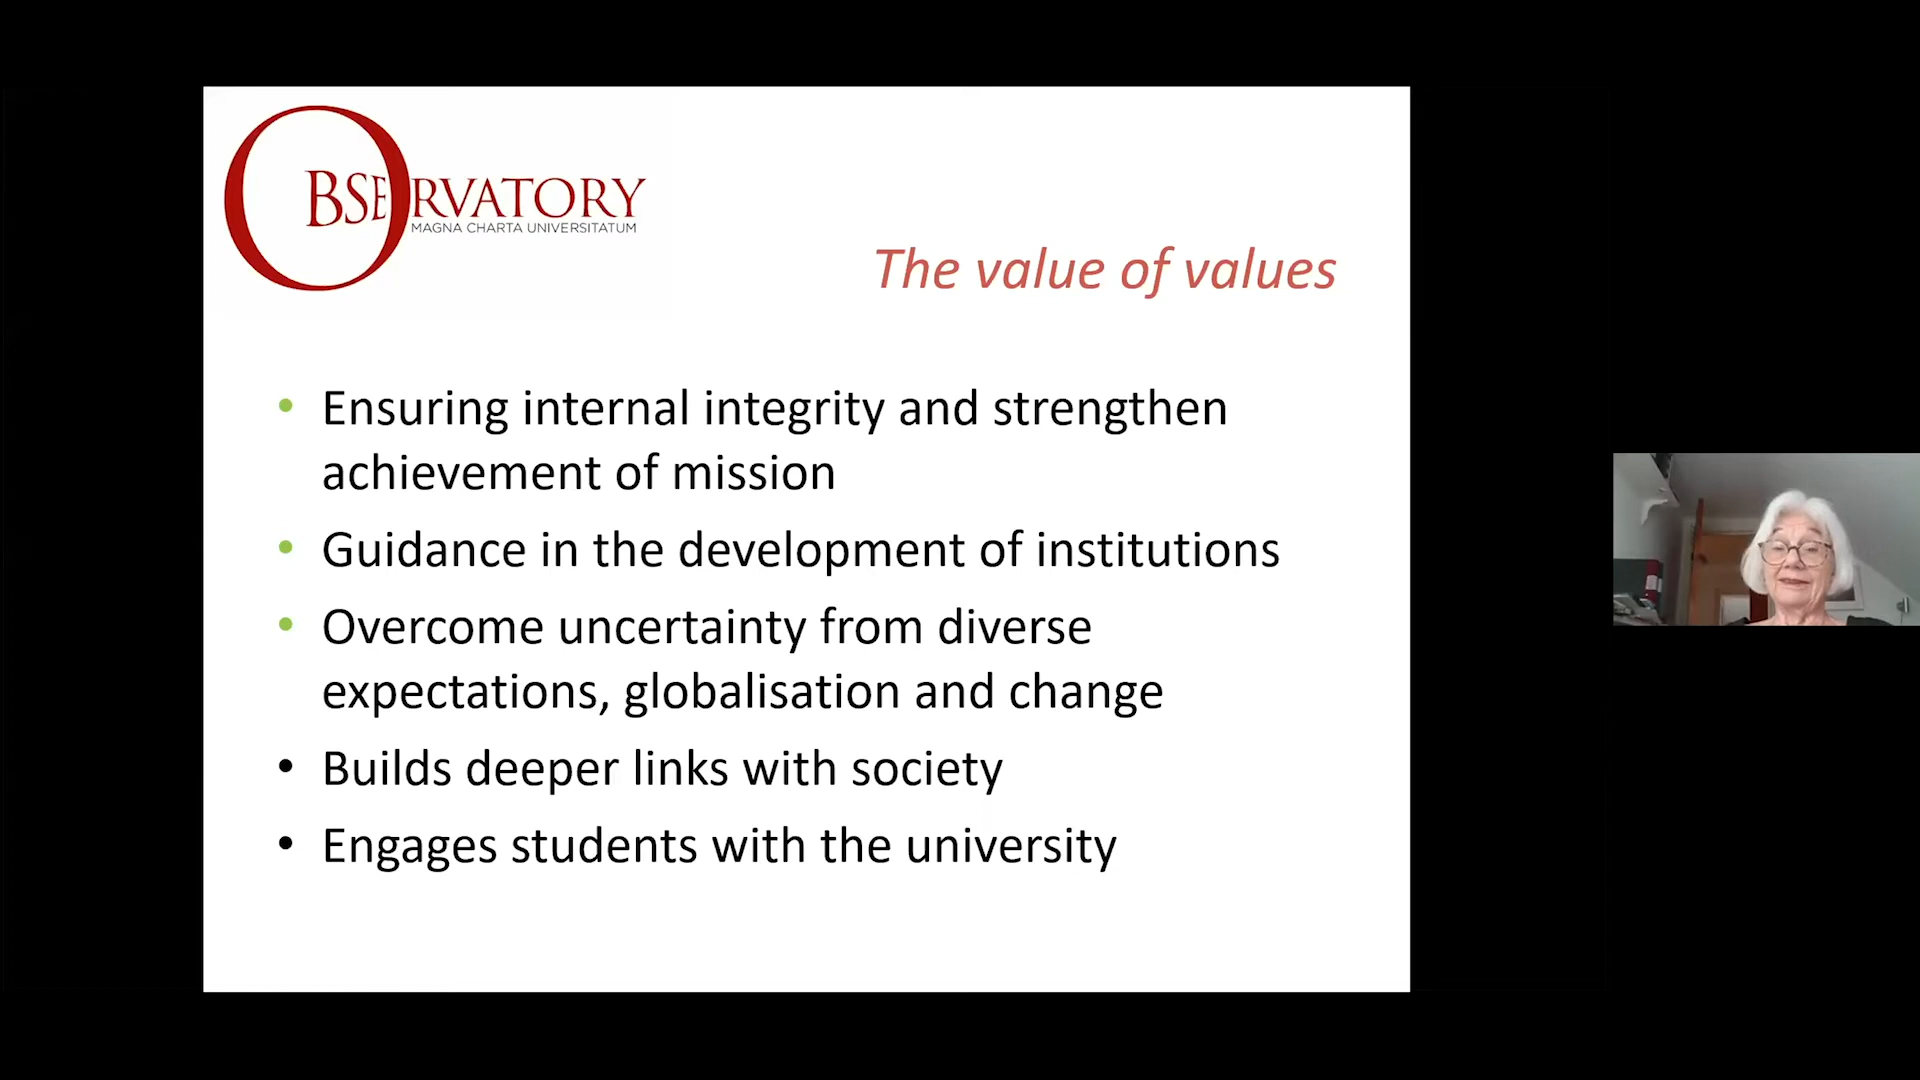 OBSERVATORY
MAGNA CHARTA UNIVERSITATUM
The value of values
• Ensuring internal integrity and strengthen
achievement of mission
• Guidance in the development of institutions
• Overcome uncertainty from diverse
expectations, globalisation and change
• Builds deeper links with society
• Engages students with the university